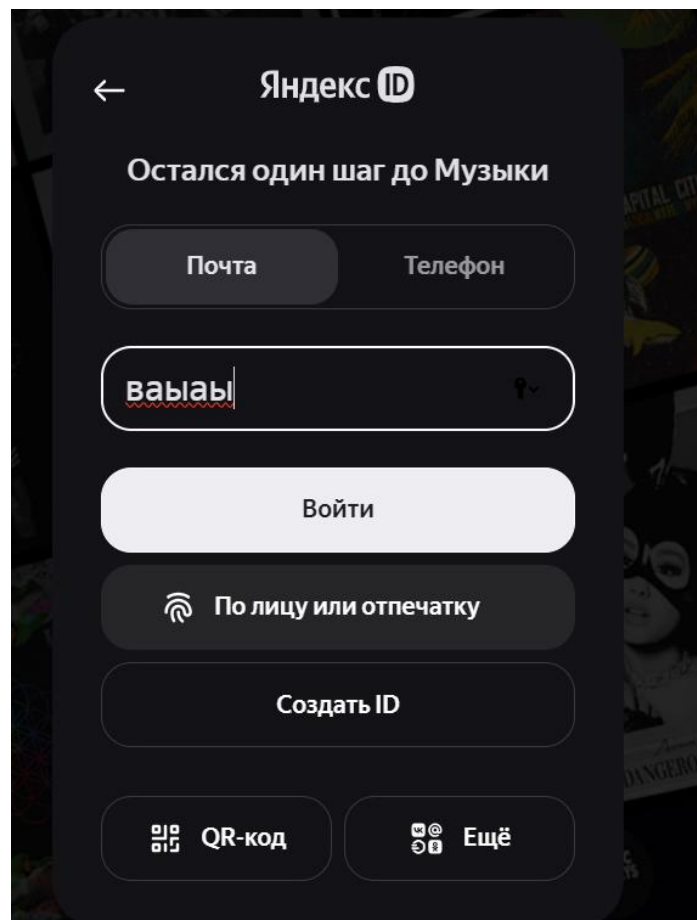 Яндекс ID
Остался один шаг до Музыки
Почта
Телефон
ваыаы
Войти
По лицу или отпечатку
Создать ID
QR-код
Ещё